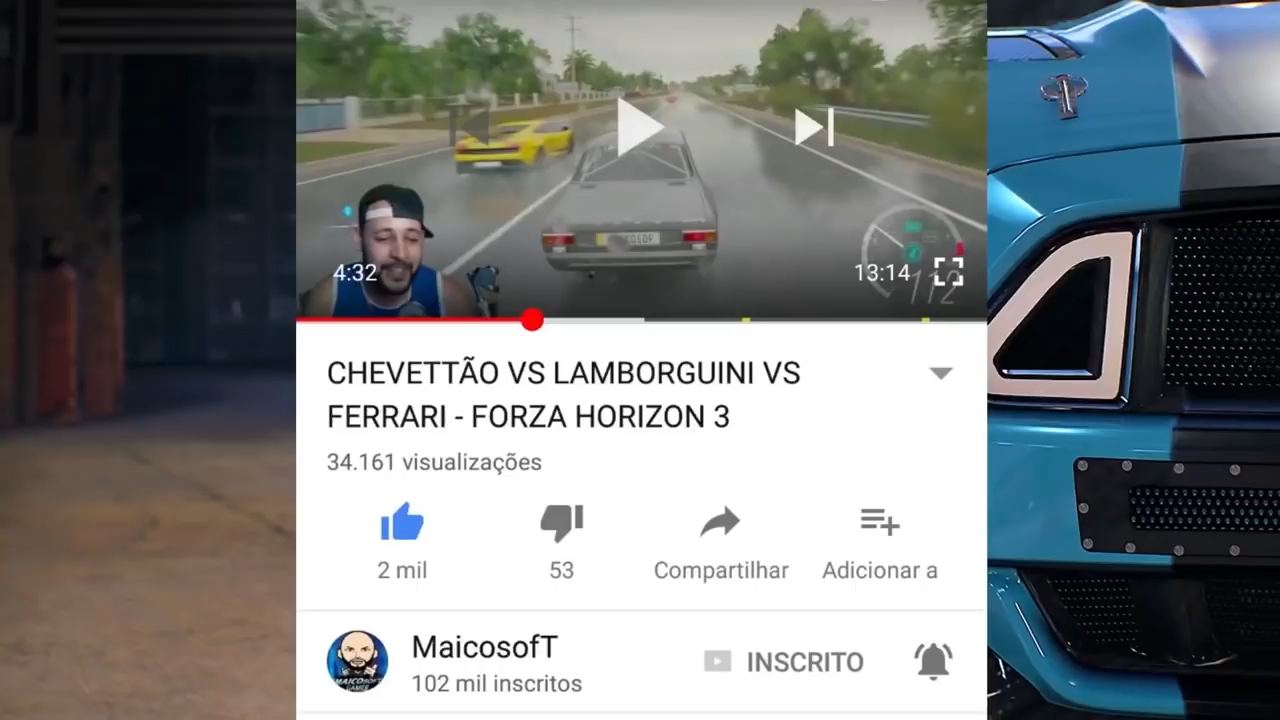 4:32
13:14
112
CHEVETTÃO VS LAMBORGUINI VS
FERRARI - FORZA HORIZON 3
34.161 visualizações
2 mil
53
Compartilhar
Adicionar a
MaicosofT
INSCRITO
102 mil inscritos